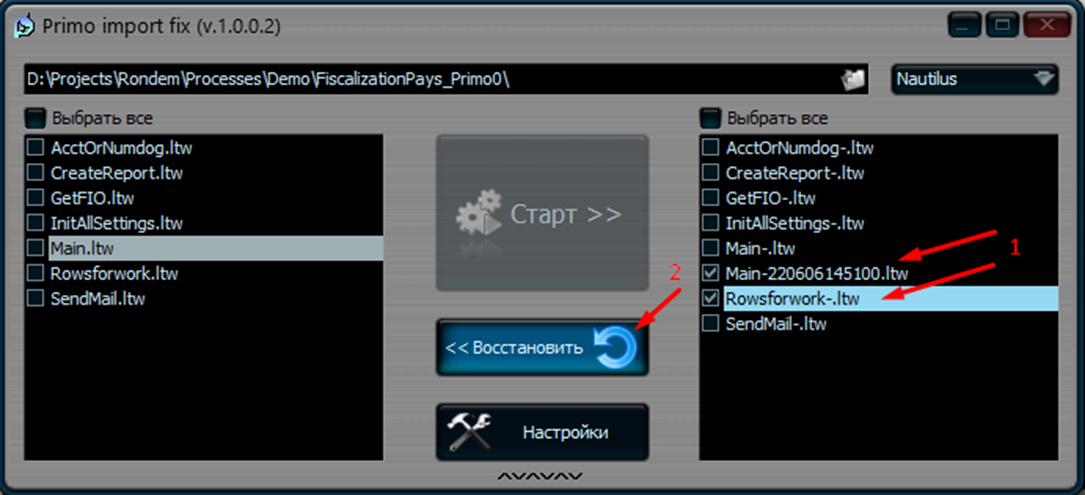 Primo import fix (v.1.0.0.2)
D:\Projects\Rondem\Processes\Demo\FiscalizationPays_Primo0\
Nautilus
Выбрать все
AcctOrNumdog.ltw
CreateReport.ltw
GetFIO.ltw
InitAllSettings.ltw
Main.ltw
Rowsforwork.ltw
SendMail.ltw
Старт >>
2
<< Восстановить
Настройки
Выбрать все
AcctOrNumdog-.ltw
CreateReport-.ltw
GetFIO-.ltw
InitAllSettings-.ltw
Main-.ltw
Main-220606145100.ltw
Rowsforwork-.ltw
SendMail-.ltw
1